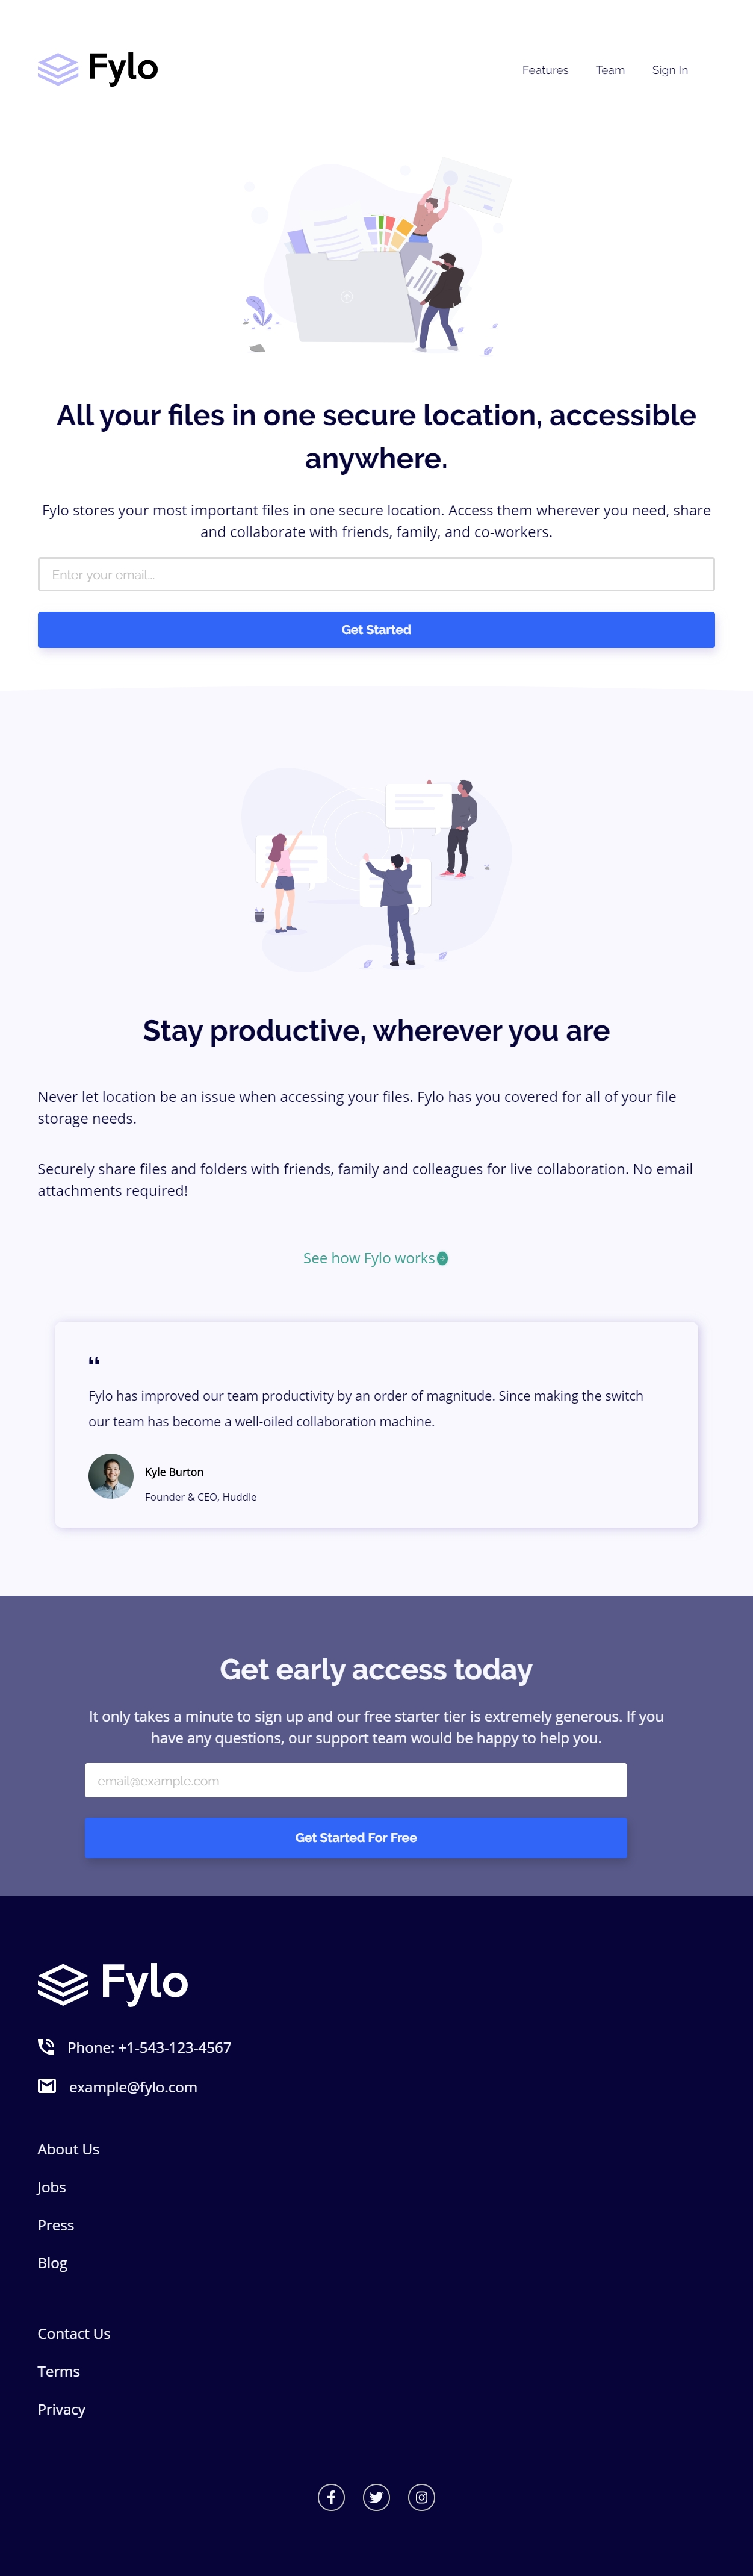 Fylo
Features Team Sign In
All your files in one secure location, accessible
anywhere.
Fylo stores your most important files in one secure location. Access them wherever you need, share
and collaborate with friends, family, and co-workers.
Enter your email...
Get Started
Stay productive, wherever you are
Never let location be an issue when accessing your files. Fylo has you covered for all of your file
storage needs.
Securely share files and folders with friends, family and colleagues for live collaboration. No email
attachments required!
See how Fylo works
“
Fylo has improved our team productivity by an order of magnitude. Since making the switch
our team has become a well-oiled collaboration machine.
Kyle Burton
Founder & CEO, Huddle
Get early access today
It only takes a minute to sign up and our free starter tier is extremely generous. If you
have any questions, our support team would be happy to help you.
email@example.com
Get Started For Free
Fylo
Phone: +1-543-123-4567
example@fylo.com
About Us
Jobs
Press
Blog
Contact Us
Terms
Privacy